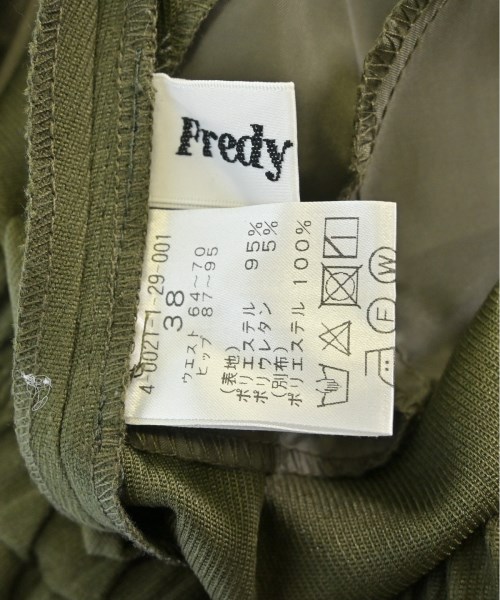 Fredy
4-0021-1-29-001
38
ウエスト 64～70
ヒップ 87～95
(表地)
ポリエステル 95%
ポリウレタン 5%
(別布)
ポリエステル 100%
F
W